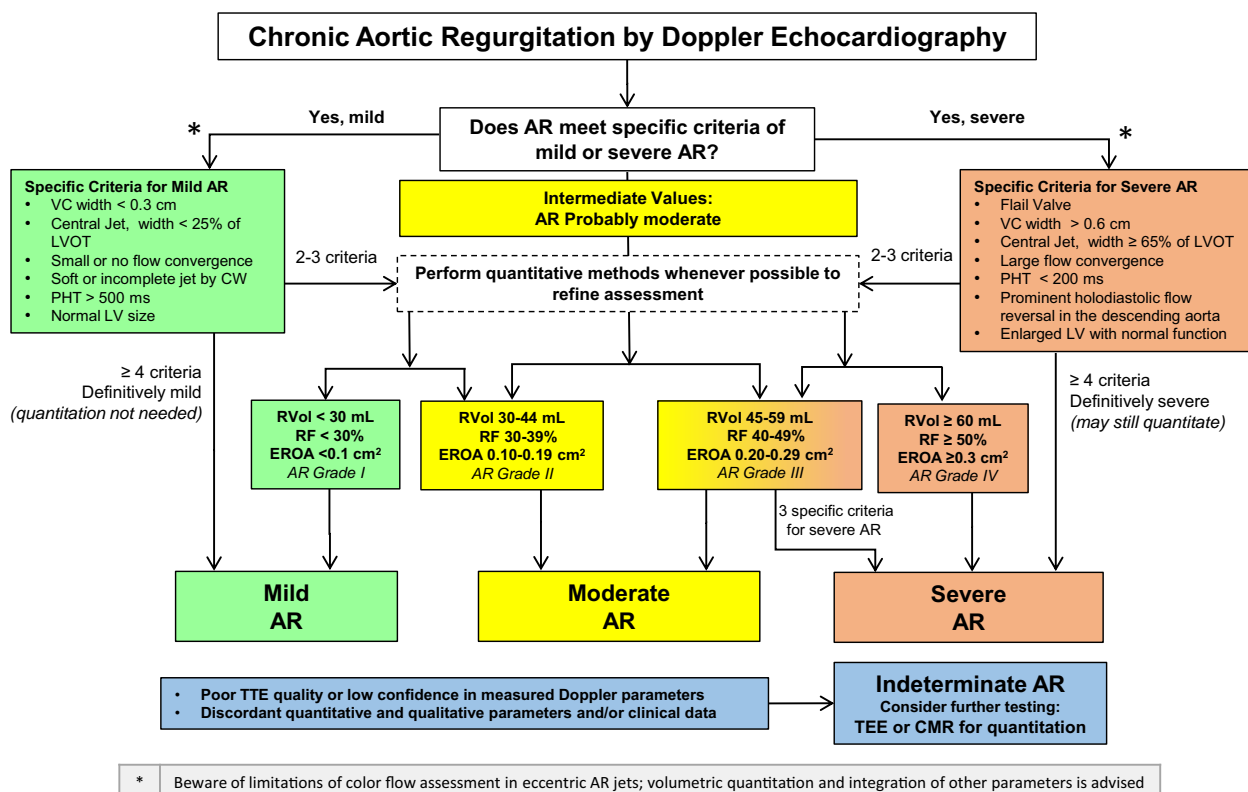 Chronic Aortic Regurgitation by Doppler Echocardiography
Does AR meet specific criteria of
mild or severe AR?
Yes, mild
Yes, severe
*
*
Specific Criteria for Mild AR
• VC width < 0.3 cm
• Central Jet, width < 25% of
LVOT
• Small or no flow convergence
• Soft or incomplete jet by CW
• PHT > 500 ms
• Normal LV size
Intermediate Values:
AR Probably moderate
Specific Criteria for Severe AR
• Flail Valve
• VC width > 0.6 cm
• Central Jet, width ≥ 65% of LVOT
• Large flow convergence
• PHT < 200 ms
• Prominent holodiastolic flow
reversal in the descending aorta
• Enlarged LV with normal function
2-3 criteria
Perform quantitative methods whenever possible to
refine assessment
2-3 criteria
≥ 4 criteria
Definitively mild
(quantitation not needed)
≥ 4 criteria
Definitively severe
(may still quantitate)
RVol < 30 mL
RF < 30%
EROA <0.1 cm²
AR Grade I
RVol 30-44 mL
RF 30-39%
EROA 0.10-0.19 cm²
AR Grade II
RVol 45-59 mL
RF 40-49%
EROA 0.20-0.29 cm²
AR Grade III
RVol ≥ 60 mL
RF ≥ 50%
EROA ≥0.3 cm²
AR Grade IV
3 specific criteria
for severe AR
Mild
AR
Moderate
AR
Severe
AR
• Poor TTE quality or low confidence in measured Doppler parameters
• Discordant quantitative and qualitative parameters and/or clinical data
Indeterminate AR
Consider further testing:
TEE or CMR for quantitation
* Beware of limitations of color flow assessment in eccentric AR jets; volumetric quantitation and integration of other parameters is advised